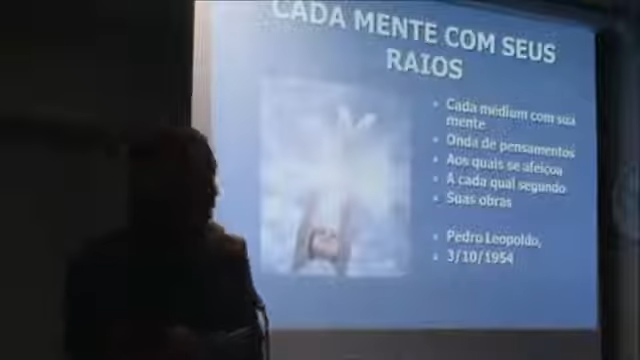 CADA MENTE COM SEUS
RAIOS
Cada médium com sua
mente
Onda de pensamentos
Aos quais se afeiçoa
A cada qual segundo
Suas obras
Pedro Leopoldo,
3/10/1954